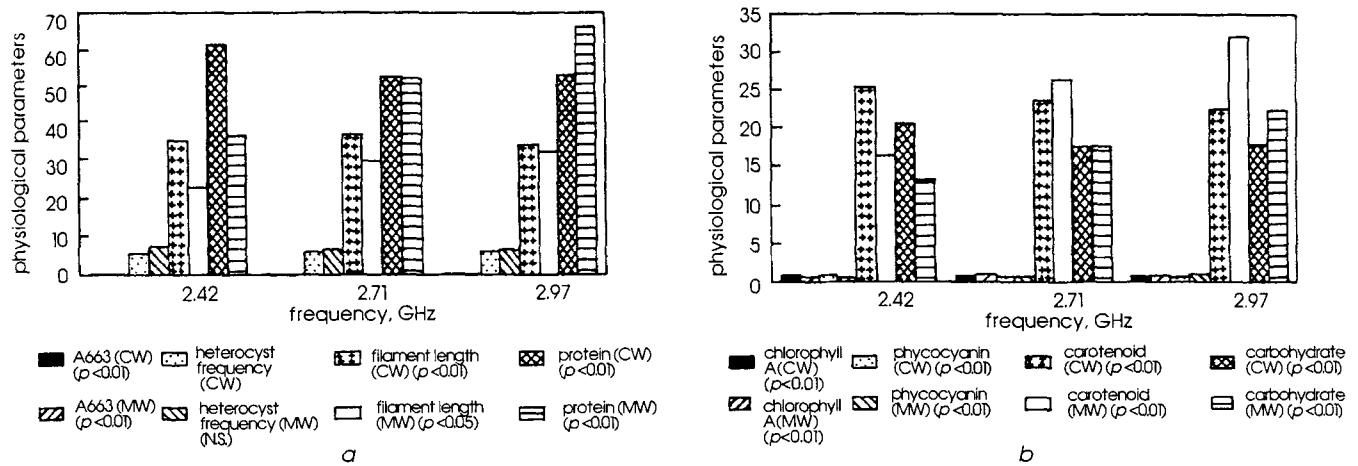 physiological parameters
70
60
50
40
30
20
10
0
2.42
2.71
2.97
frequency, GHz
A663 (CW)
(p<0.01)
heterocyst
frequency
(CW)
filament length
(CW) (p<0.01)
protein (CW)
(p<0.01)
A663 (MW)
(p<0.01)
heterocyst
frequency (MW)
(N.S.)
filament length
(MW) (p<0.05)
protein (MW)
(p<0.01)
a
physiological parameters
35
30
25
20
15
10
5
0
2.42
2.71
2.97
frequency, GHz
chlorophyll
A (CW)
(p<0.01)
phycocyanin
(CW) (p<0.01)
carotenoid
(CW) (p<0.01)
carbohydrate
(CW) (p<0.01)
chlorophyll
A (MW)
(p<0.01)
phycocyanin
(MW) (p<0.01)
carotenoid
(MW) (p<0.01)
carbohydrate
(MW) (p<0.01)
b